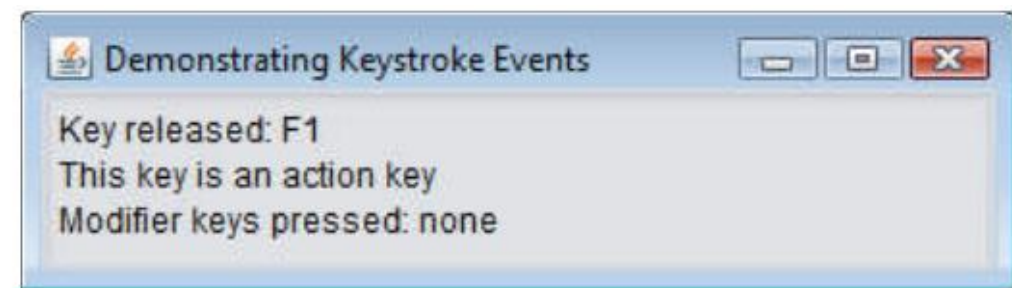 Demonstrating Keystroke Events
Key released: F1
This key is an action key
Modifier keys pressed: none